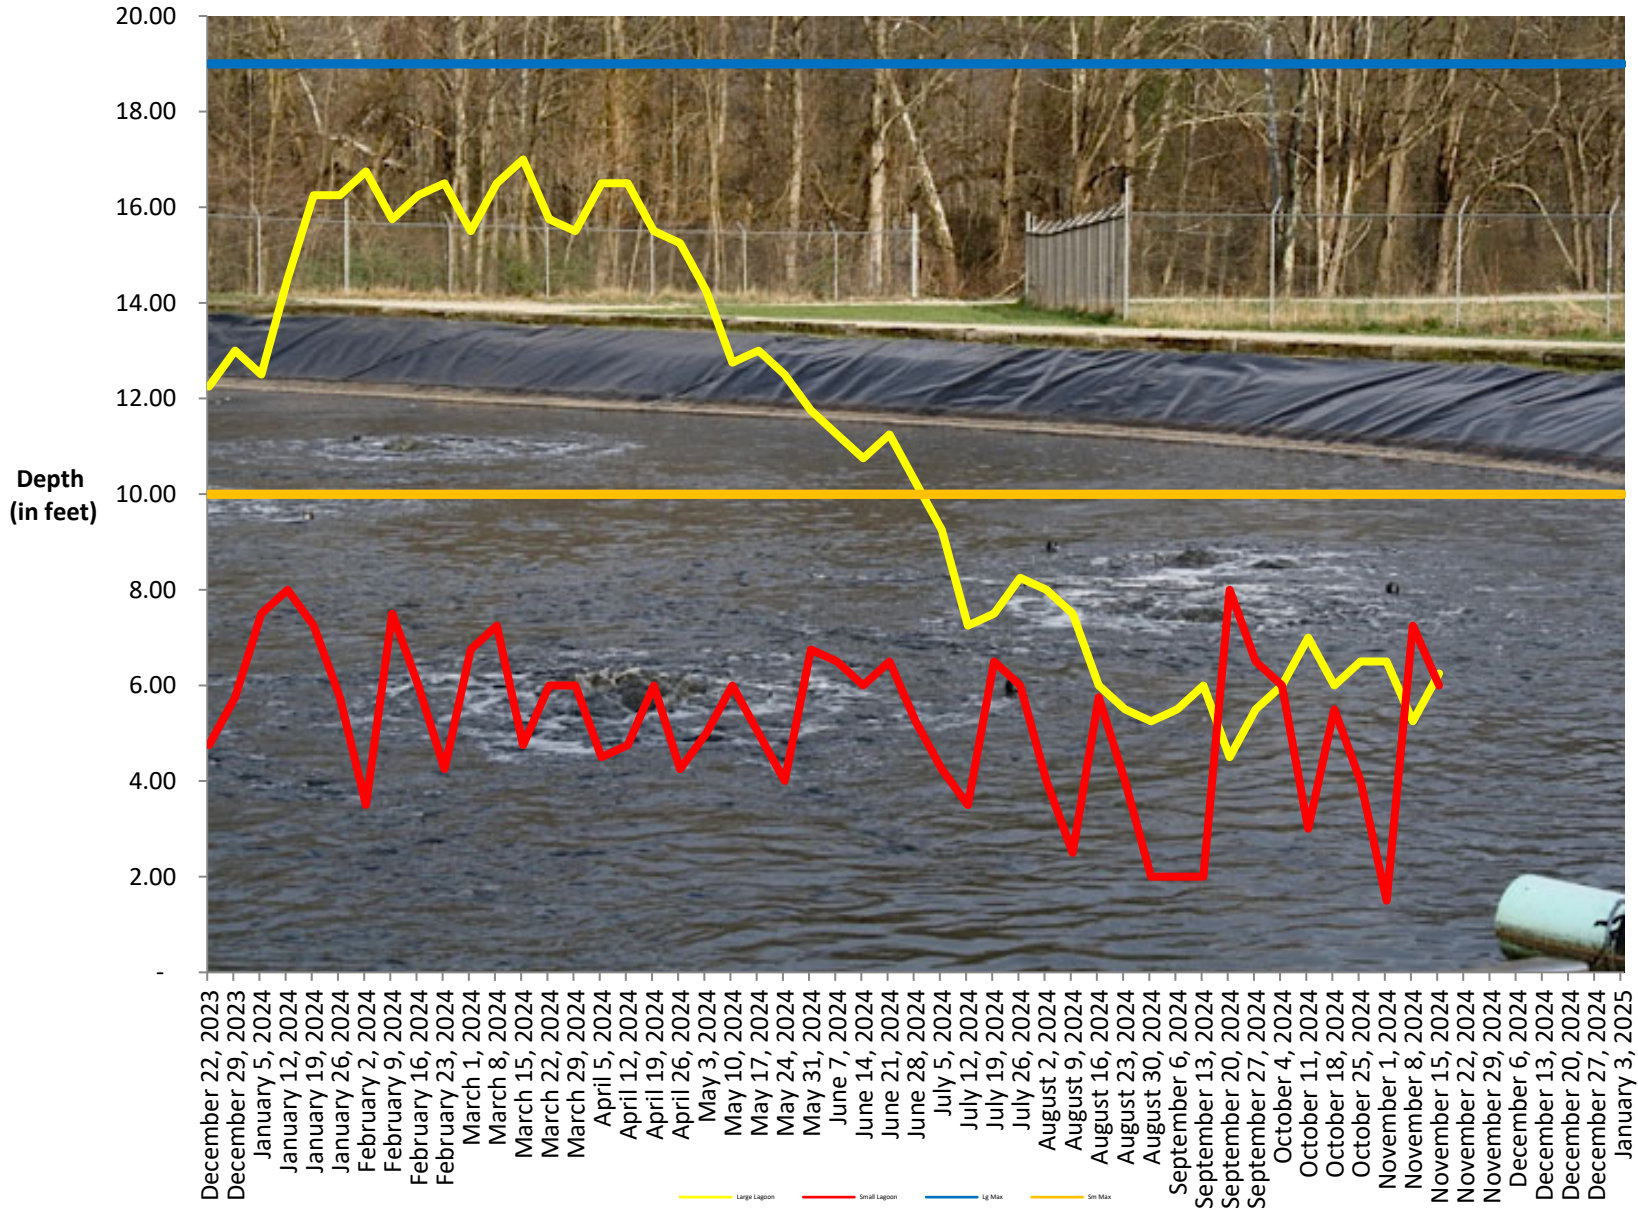 20.00
18.00
16.00
14.00
12.00
10.00
8.00
6.00
4.00
2.00
-
Depth
(in feet)
December 22, 2023
December 29, 2023
January 5, 2024
January 12, 2024
January 19, 2024
January 26, 2024
February 2, 2024
February 9, 2024
February 16, 2024
February 23, 2024
March 1, 2024
March 8, 2024
March 15, 2024
March 22, 2024
March 29, 2024
April 5, 2024
April 12, 2024
April 19, 2024
April 26, 2024
May 3, 2024
May 10, 2024
May 17, 2024
May 24, 2024
May 31, 2024
June 7, 2024
June 14, 2024
June 21, 2024
June 28, 2024
July 5, 2024
July 12, 2024
July 19, 2024
July 26, 2024
August 2, 2024
August 9, 2024
August 16, 2024
August 23, 2024
August 30, 2024
September 6, 2024
September 13, 2024
September 20, 2024
September 27, 2024
October 4, 2024
October 11, 2024
October 18, 2024
October 25, 2024
November 1, 2024
November 8, 2024
November 15, 2024
November 22, 2024
November 29, 2024
December 6, 2024
December 13, 2024
December 20, 2024
December 27, 2024
January 3, 2025
Large Lagoon
Small Lagoon
Lg Max
Sm Max